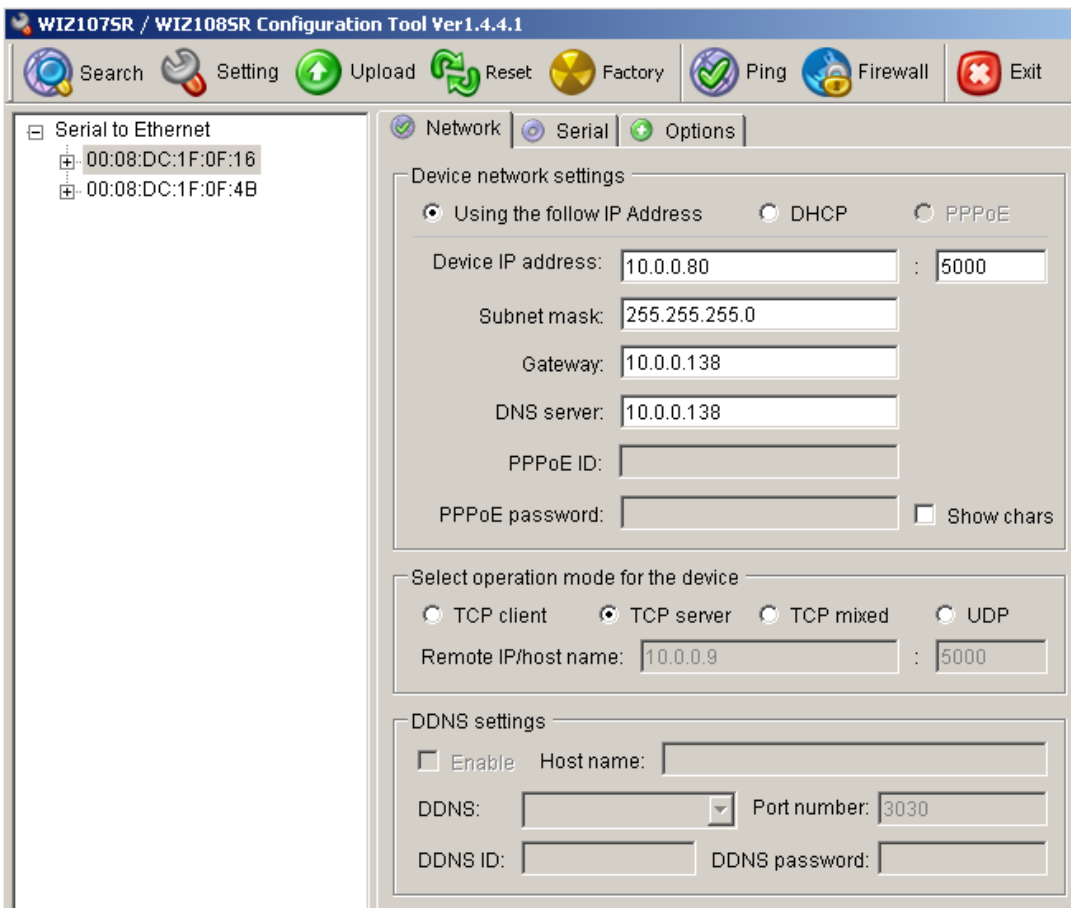 WIZ107SR / WIZ108SR Configuration Tool Ver1.4.4.1
Search Setting Upload Reset Factory Ping Firewall Exit
Serial to Ethernet
00:08:DC:1F:0F:16
00:08:DC:1F:0F:4B
Network Serial Options
Device network settings
Using the follow IP Address DHCP PPPoE
Device IP address: 10.0.0.80 : 5000
Subnet mask: 255.255.255.0
Gateway: 10.0.0.138
DNS server: 10.0.0.138
PPPoE ID:
PPPoE password: Show chars
Select operation mode for the device
TCP client TCP server TCP mixed UDP
Remote IP/host name: 10.0.0.9 : 5000
DDNS settings
Enable Host name:
DDNS: Port number: 3030
DDNS ID: DDNS password: